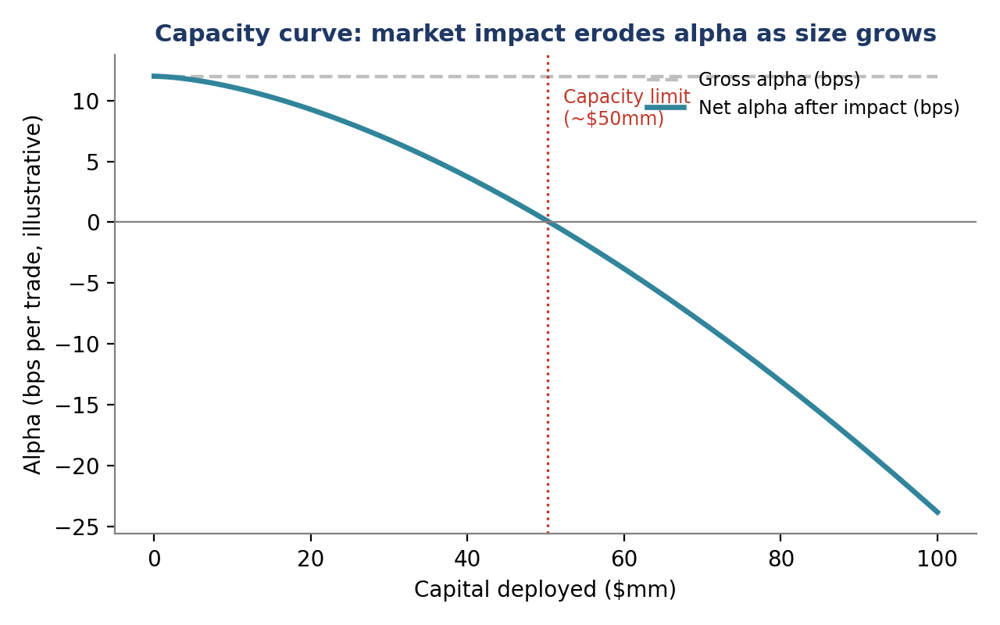 Capacity curve: market impact erodes alpha as size grows
Gross alpha (bps)
Net alpha after impact (bps)
Capacity limit
(~$50mm)
Alpha (bps per trade, illustrative)
10
5
0
−5
−10
−15
−20
−25
0
20
40
60
80
100
Capital deployed ($mm)